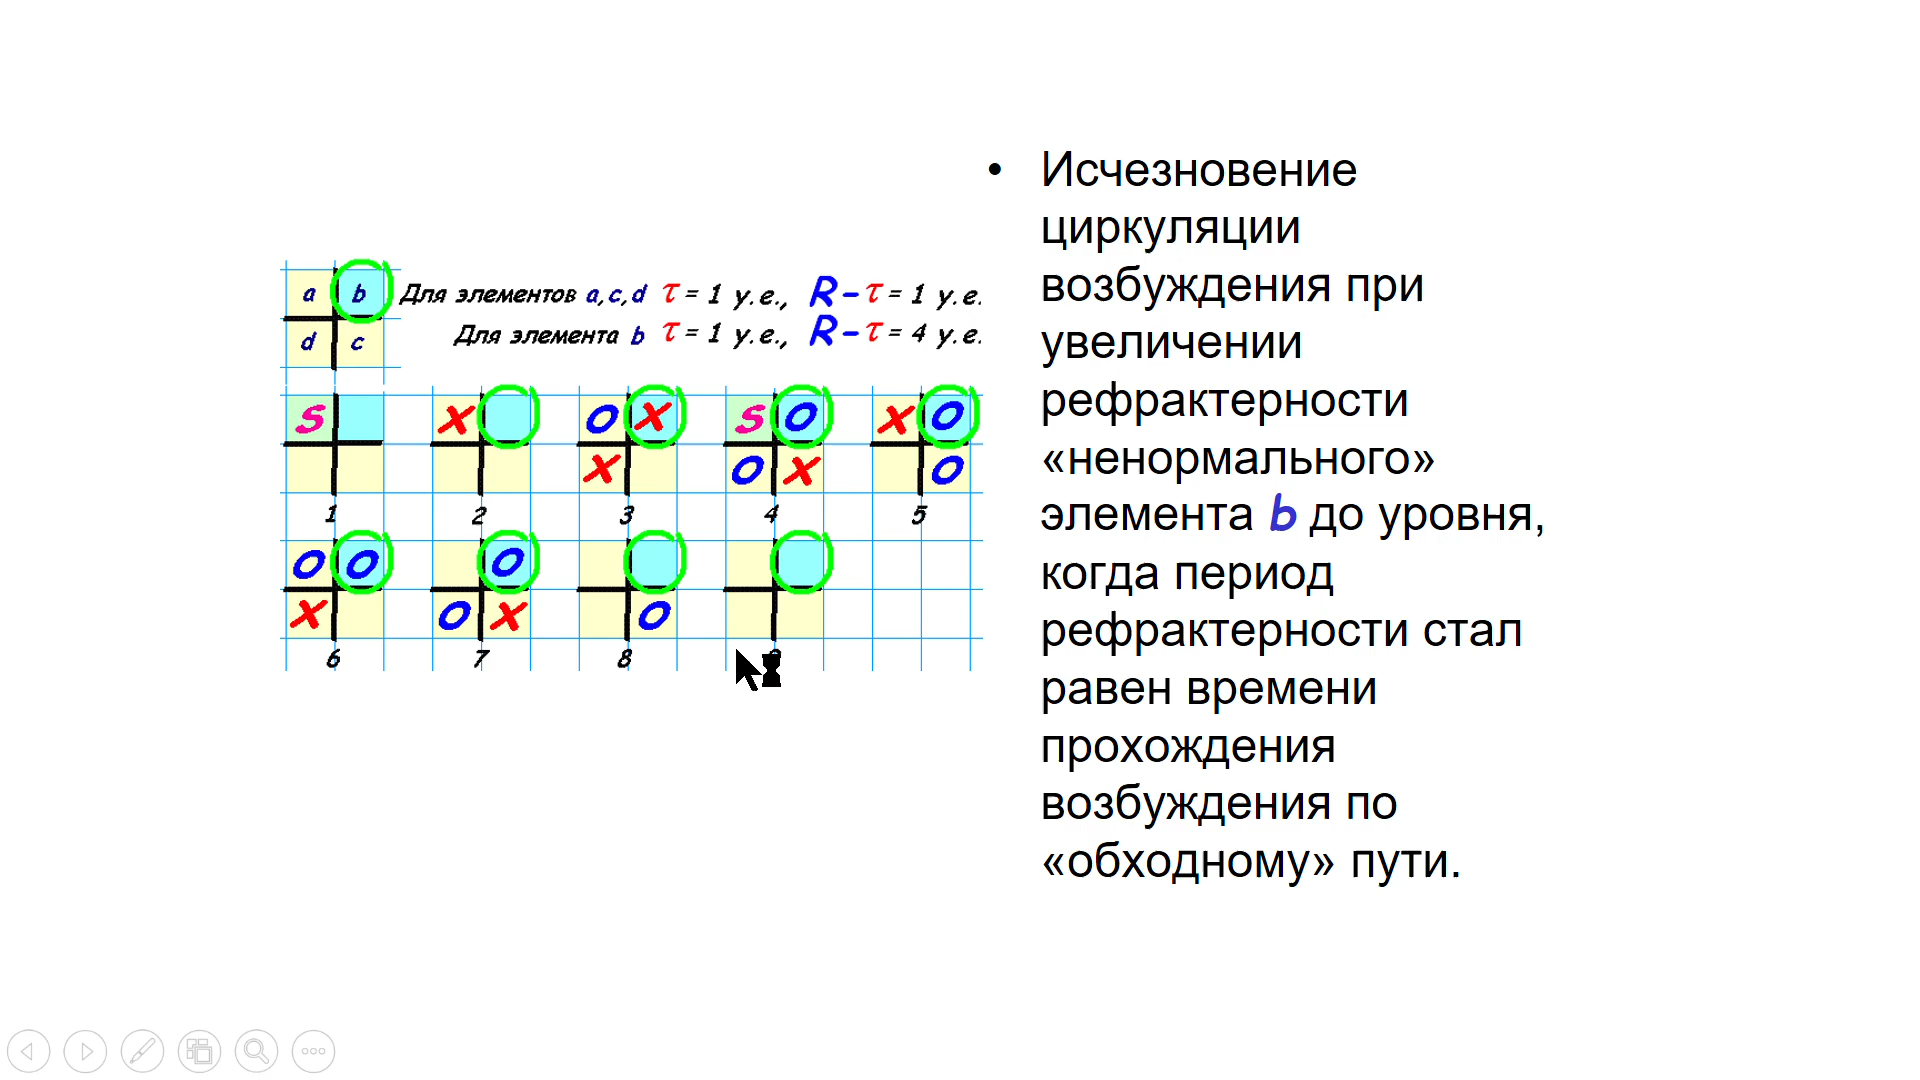 a b Для элементов a,c,d τ = 1 у.е., R-τ = 1 у.е.
d c Для элемента b τ = 1 у.е., R-τ = 4 у.е.
S X O X S O X O
X O X O
1 2 3 4 5
O O O
X O X O
6 7 8
• Исчезновение
циркуляции
возбуждения при
увеличении
рефрактерности
«ненормального»
элемента b до уровня,
когда период
рефрактерности стал
равен времени
прохождения
возбуждения по
«обходному» пути.